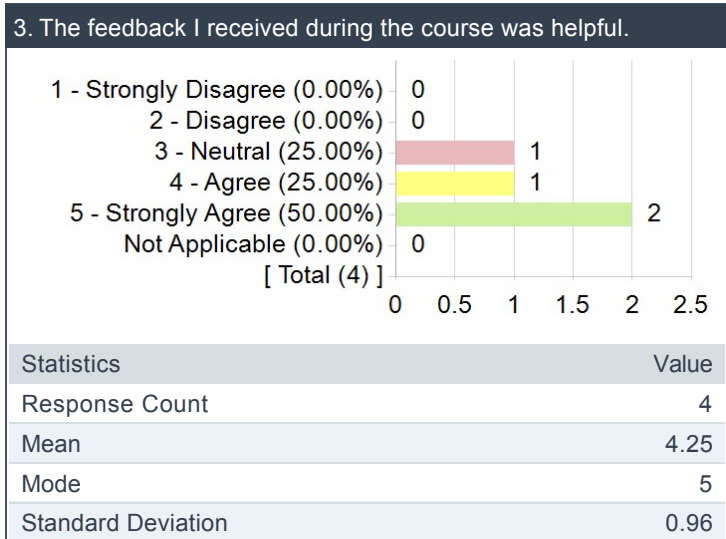 3. The feedback I received during the course was helpful.
1 - Strongly Disagree (0.00%) 0
2 - Disagree (0.00%) 0
3 - Neutral (25.00%) 1
4 - Agree (25.00%) 1
5 - Strongly Agree (50.00%) 2
Not Applicable (0.00%) 0
[ Total (4) ]
0 0.5 1 1.5 2 2.5
Statistics Value
Response Count 4
Mean 4.25
Mode 5
Standard Deviation 0.96